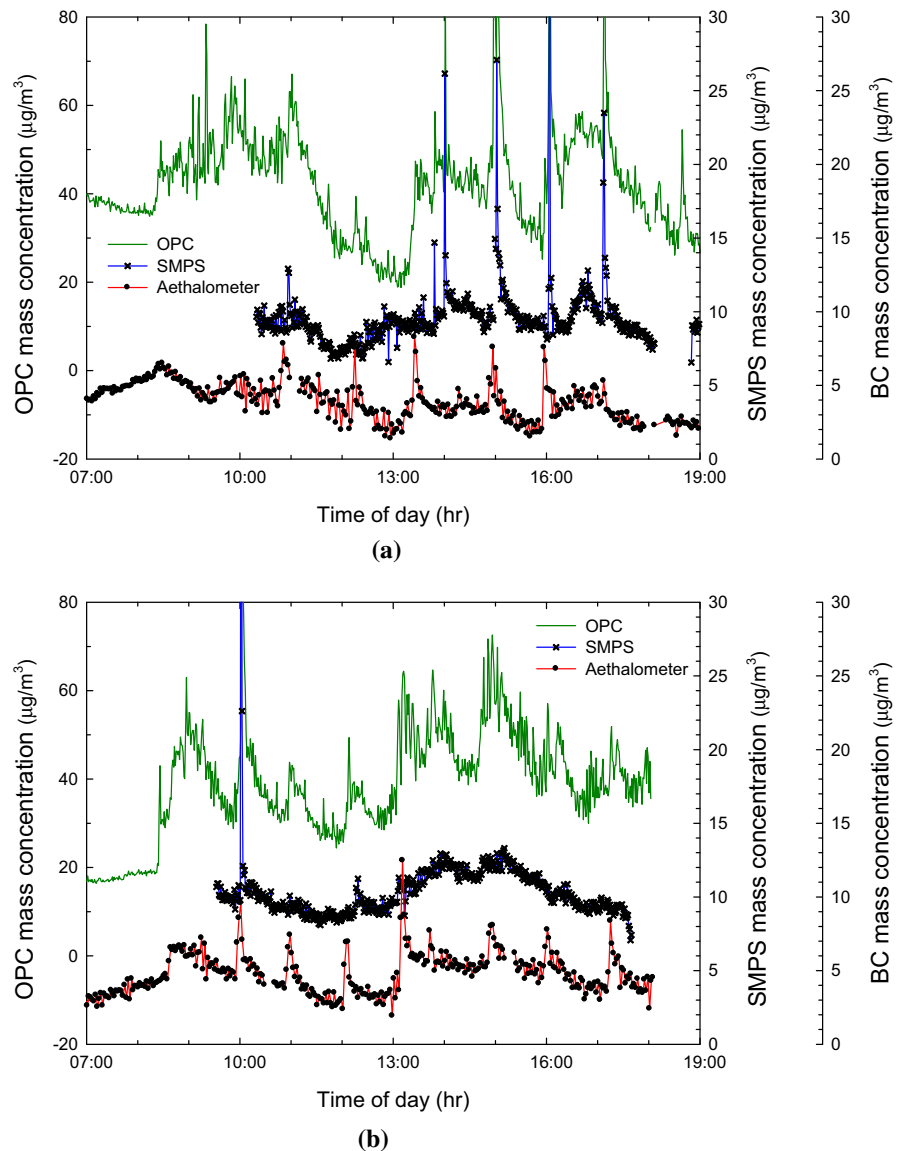 80
60
40
20
0
-20
OPC mass concentration (μg/m³)
30
25
20
15
10
5
0
SMPS mass concentration (μg/m³)
30
25
20
15
10
5
0
BC mass concentration (μg/m³)
OPC
SMPS
Aethalometer
07:00 10:00 13:00 16:00 19:00
Time of day (hr)
(a)
80
60
40
20
0
-20
OPC mass concentration (μg/m³)
30
25
20
15
10
5
0
SMPS mass concentration (μg/m³)
30
25
20
15
10
5
0
BC mass concentration (μg/m³)
OPC
SMPS
Aethalometer
07:00 10:00 13:00 16:00 19:00
Time of day (hr)
(b)